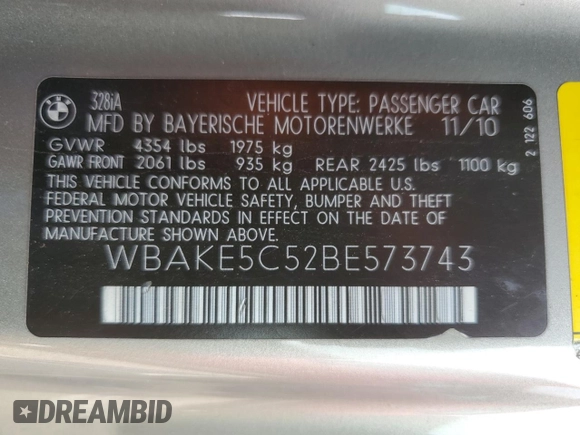 BMW
328iA VEHICLE TYPE: PASSENGER CAR
MFD BY BAYERISCHE MOTORENWERKE 11/10
GVWR 4354 lbs 1975 kg
GAWR FRONT 2061 lbs 935 kg REAR 2425 lbs 1100 kg
THIS VEHICLE CONFORMS TO ALL APPLICABLE U.S.
FEDERAL MOTOR VEHICLE SAFETY, BUMPER AND THEFT
PREVENTION STANDARDS IN EFFECT ON THE DATE OF
MANUFACTURE SHOWN ABOVE.
WBAKE5C52BE573743
2 122 606
DREAMBID